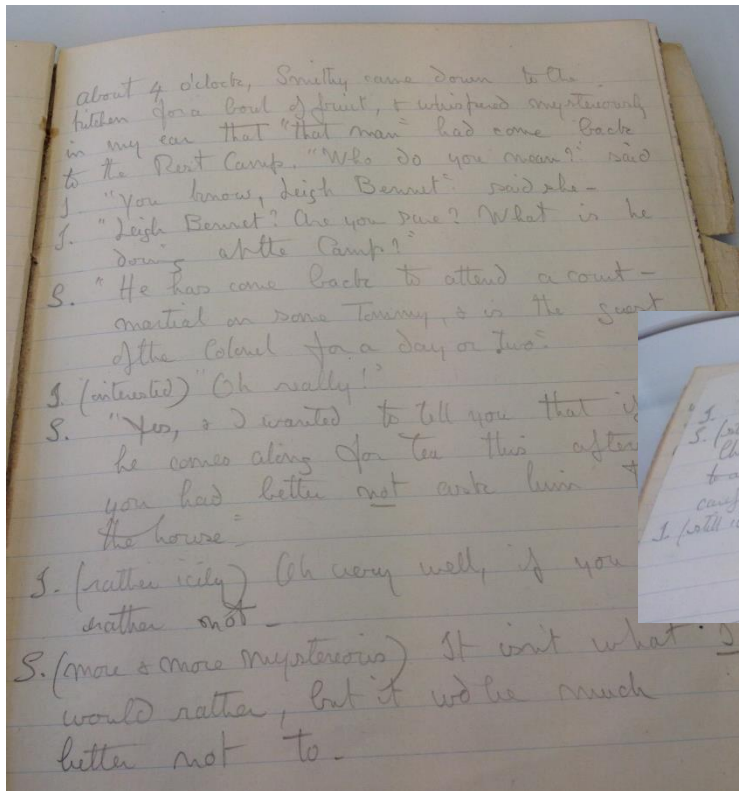 about 4 o'clock, Smithy came down to the
kitchen for a bowl of fruit, & whispered mysteriously
in my ear that "that man" had come back
to the Rest Camp. "Who do you mean?" said
I "You know, Leigh Bennet" said she -
I. "Leigh Bennet? Are you sure? What is he
doing at the Camp?"
S. "He has come back to attend a court-
martial on some Tommy, & is the guest
of the Colonel for a day or two".
I. (interested) "Oh really!"
S. "Yes, & I wanted to tell you that if
he comes along for tea this after
you had better not ask him
the house"
I. (rather icily) Oh very well, if you
rather not -
S. (more & more mysterious) It isn't what I
would rather, but it wd be much
better not to -
I.
S.
to a
I. (still